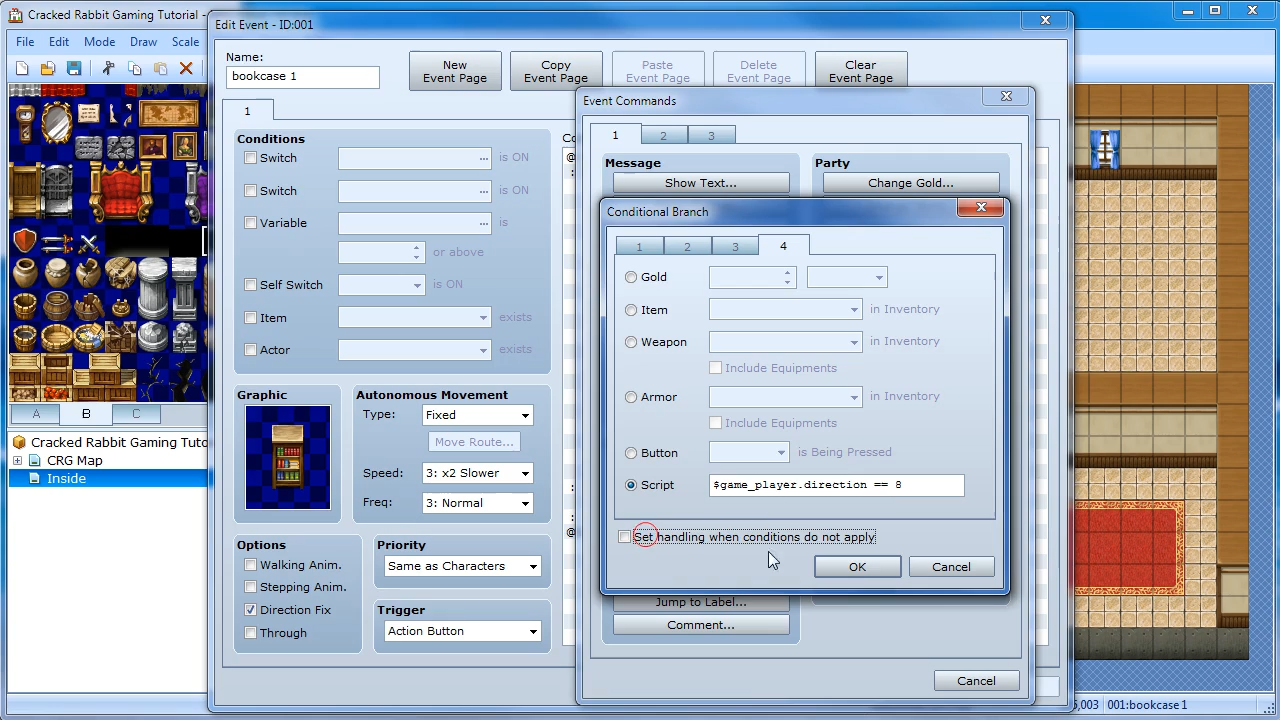 Cracked Rabbit Gaming Tutorial -
File Edit Mode Draw Scale
Edit Event - ID:001
Name:
bookcase 1
New Event Page
Copy Event Page
Paste Event Page
Delete Event Page
Clear Event Page
1
Conditions
Switch ... is ON
Switch ... is ON
Variable ... is
or above
Self Switch is ON
Item exists
Actor exists
Graphic
Autonomous Movement
Type: Fixed
Move Route...
Speed: 3: x2 Slower
Freq: 3: Normal
Options
Walking Anim.
Stepping Anim.
Direction Fix
Through
Priority
Same as Characters
Trigger
Action Button
Event Commands
1 2 3
Message
Show Text...
Party
Change Gold...
Conditional Branch
1 2 3 4
Gold
Item in Inventory
Weapon in Inventory
Include Equipments
Armor in Inventory
Include Equipments
Button is Being Pressed
Script $game_player.direction == 8
Set handling when conditions do not apply
OK Cancel
Jump to Label...
Comment...
Cancel
A B C
Cracked Rabbit Gaming Tuto
CRG Map
Inside
001:bookcase 1